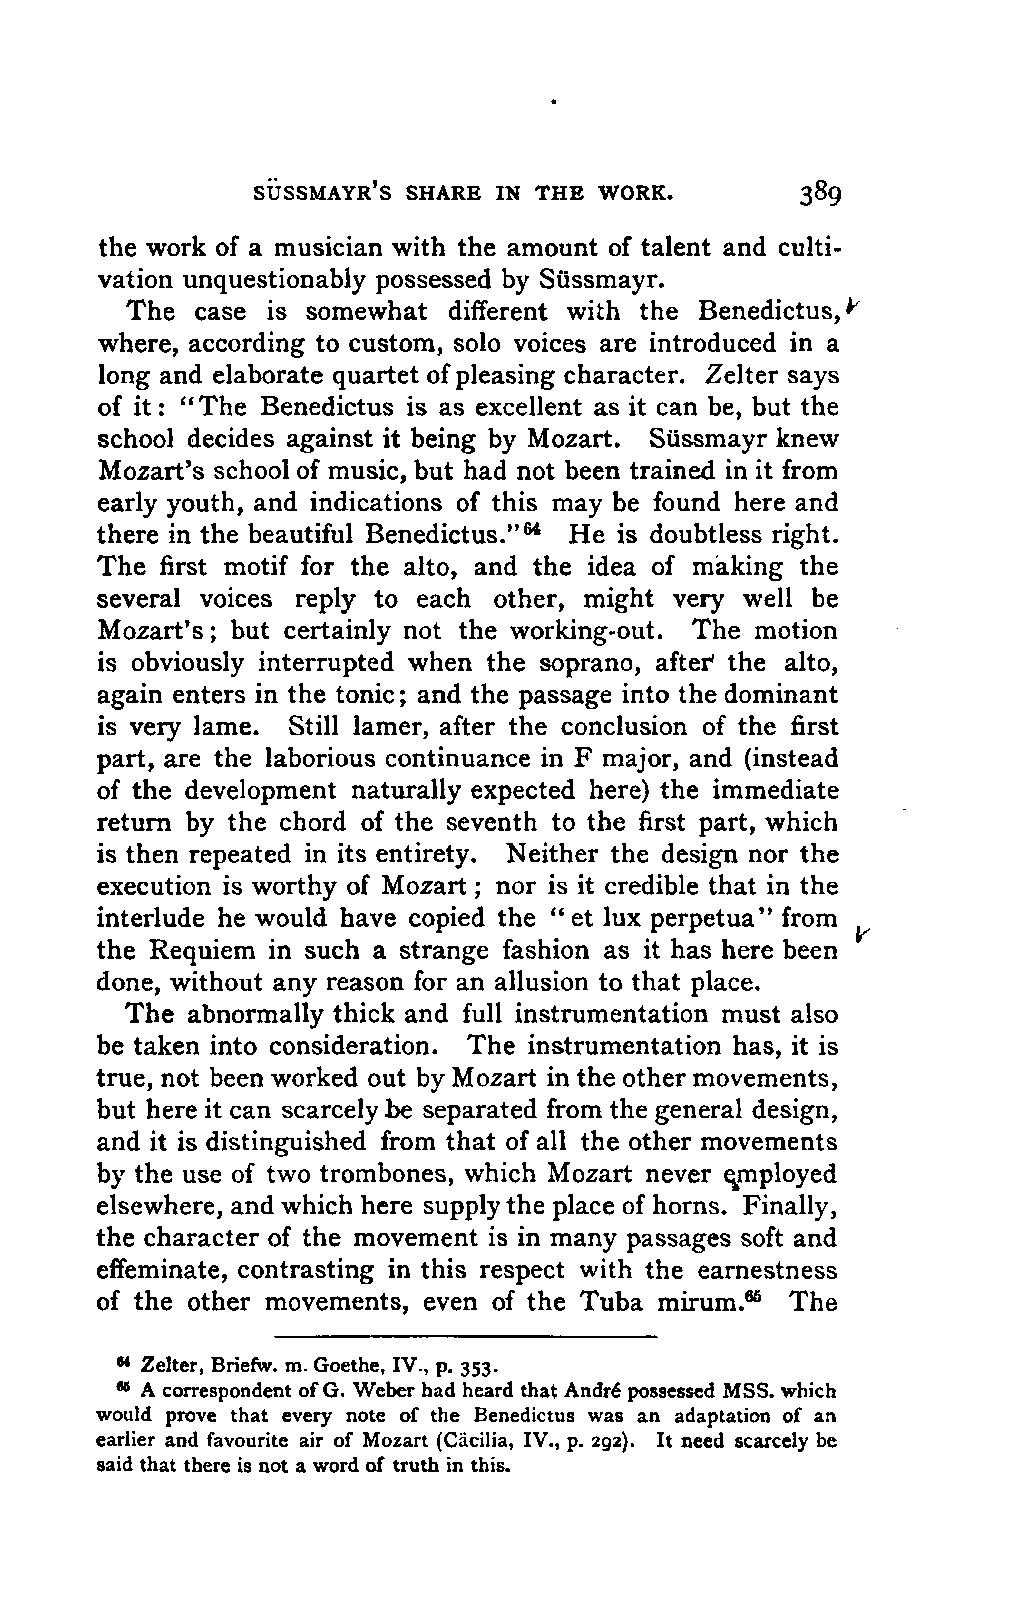 SÜSSMAYR'S SHARE IN THE WORK. 389
the work of a musician with the amount of talent and culti-
vation unquestionably possessed by Süssmayr.
The case is somewhat different with the Benedictus,
where, according to custom, solo voices are introduced in a
long and elaborate quartet of pleasing character. Zelter says
of it: "The Benedictus is as excellent as it can be, but the
school decides against it being by Mozart. Süssmayr knew
Mozart's school of music, but had not been trained in it from
early youth, and indications of this may be found here and
there in the beautiful Benedictus."⁶⁴ He is doubtless right.
The first motif for the alto, and the idea of making the
several voices reply to each other, might very well be
Mozart's; but certainly not the working-out. The motion
is obviously interrupted when the soprano, after the alto,
again enters in the tonic; and the passage into the dominant
is very lame. Still lamer, after the conclusion of the first
part, are the laborious continuance in F major, and (instead
of the development naturally expected here) the immediate
return by the chord of the seventh to the first part, which
is then repeated in its entirety. Neither the design nor the
execution is worthy of Mozart; nor is it credible that in the
interlude he would have copied the "et lux perpetua" from
the Requiem in such a strange fashion as it has here been
done, without any reason for an allusion to that place.
The abnormally thick and full instrumentation must also
be taken into consideration. The instrumentation has, it is
true, not been worked out by Mozart in the other movements,
but here it can scarcely be separated from the general design,
and it is distinguished from that of all the other movements
by the use of two trombones, which Mozart never employed
elsewhere, and which here supply the place of horns. Finally,
the character of the movement is in many passages soft and
effeminate, contrasting in this respect with the earnestness
of the other movements, even of the Tuba mirum.⁶⁵ The
⁶⁴ Zelter, Briefw. m. Goethe, IV., p. 353.
⁶⁵ A correspondent of G. Weber had heard that André possessed MSS. which
would prove that every note of the Benedictus was an adaptation of an
earlier and favourite air of Mozart (Cäcilia, IV., p. 292). It need scarcely be
said that there is not a word of truth in this.